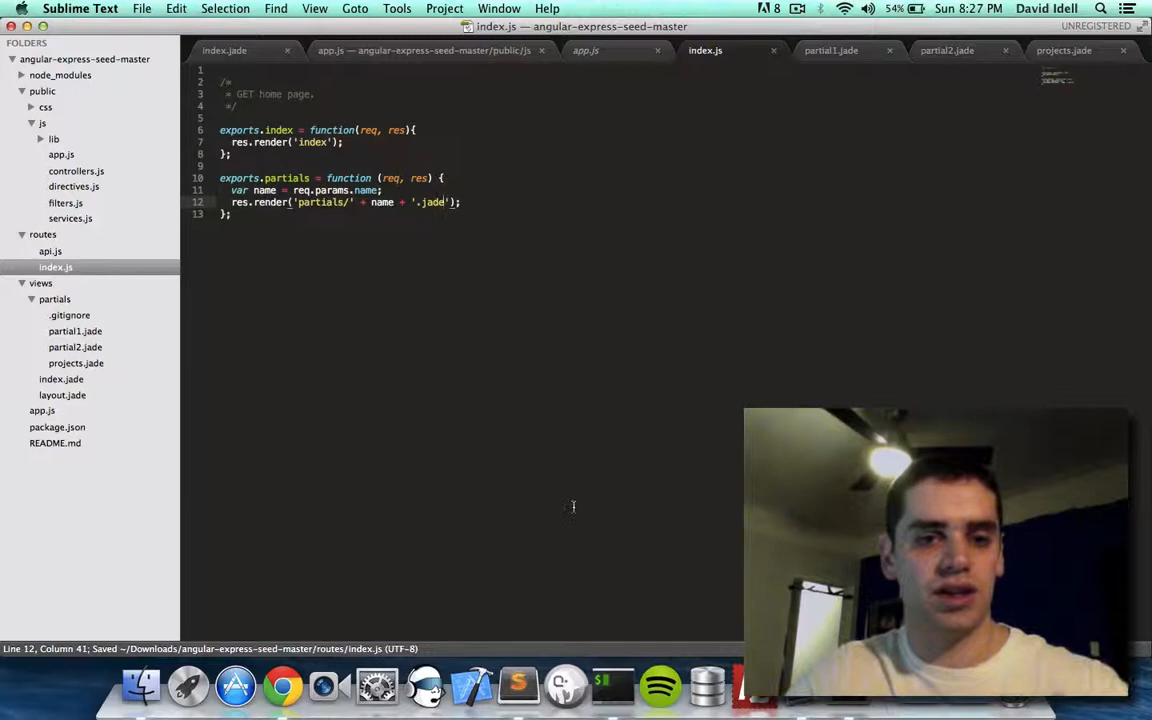 Sublime Text File Edit Selection Find View Goto Tools Project Window Help 8 54% Sun 8:27 PM David Idell
index.js — angular-express-seed-master UNREGISTERED
FOLDERS
angular-express-seed-master
node_modules
public
css
js
lib
app.js
controllers.js
directives.js
filters.js
services.js
routes
api.js
index.js
views
partials
.gitignore
partial1.jade
partial2.jade
projects.jade
index.jade
layout.jade
app.js
package.json
README.md
index.jade × app.js — angular-express-seed-master/public/js × app.js × index.js × partial1.jade × partial2.jade × projects.jade ×
1
2 /*
3 * GET home page.
4 */
5
6 exports.index = function(req, res){
7 res.render('index');
8 };
9
10 exports.partials = function (req, res) {
11 var name = req.params.name;
12 res.render('partials/' + name + '.jade');
13 };
Line 12, Column 41; Saved ~/Downloads/angular-express-seed-master/routes/index.js (UTF-8)